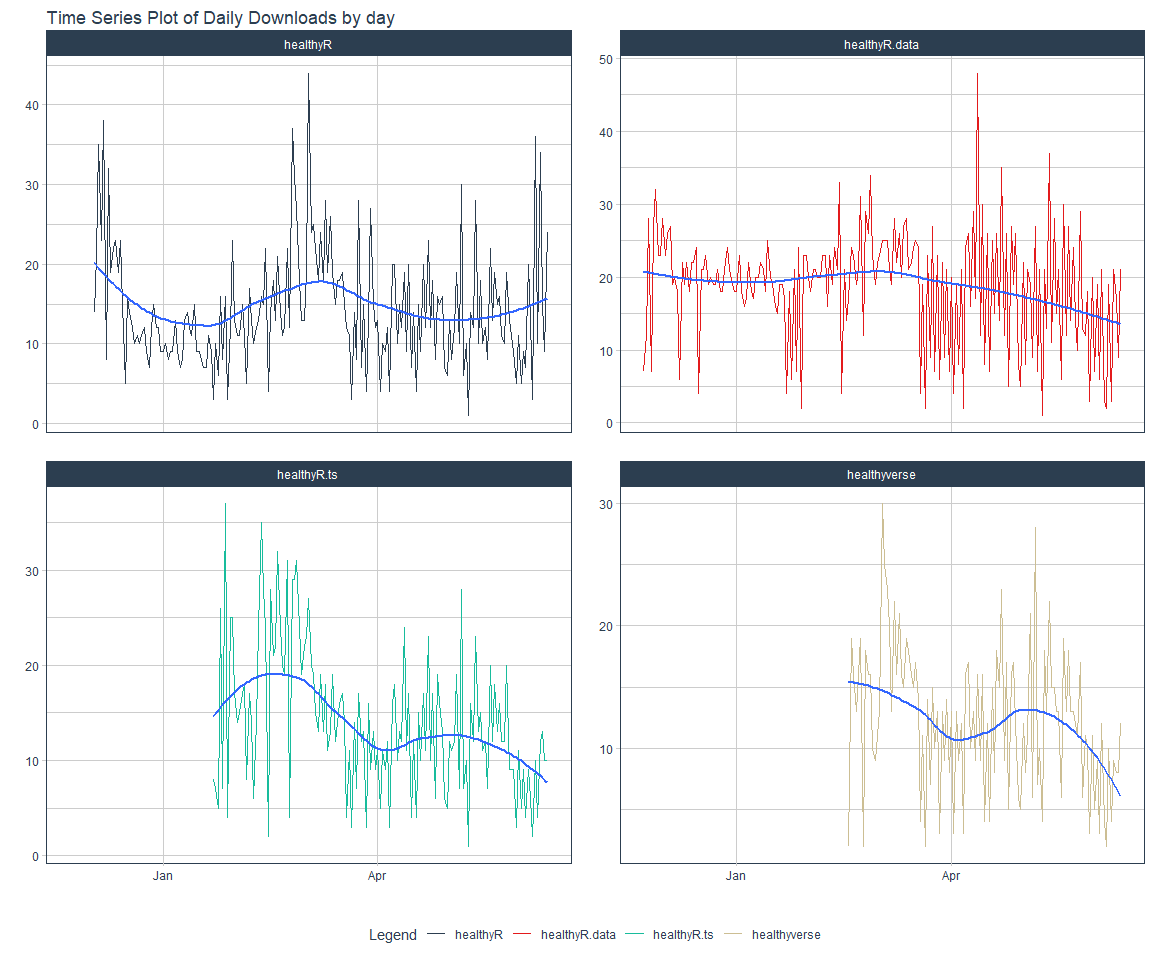 Time Series Plot of Daily Downloads by day
healthyR
healthyR.data
40
30
20
10
0
50
40
30
20
10
0
healthyR.ts
healthyverse
30
20
10
0
30
20
10
Jan
Apr
Jan
Apr
Legend healthyR healthyR.data healthyR.ts healthyverse